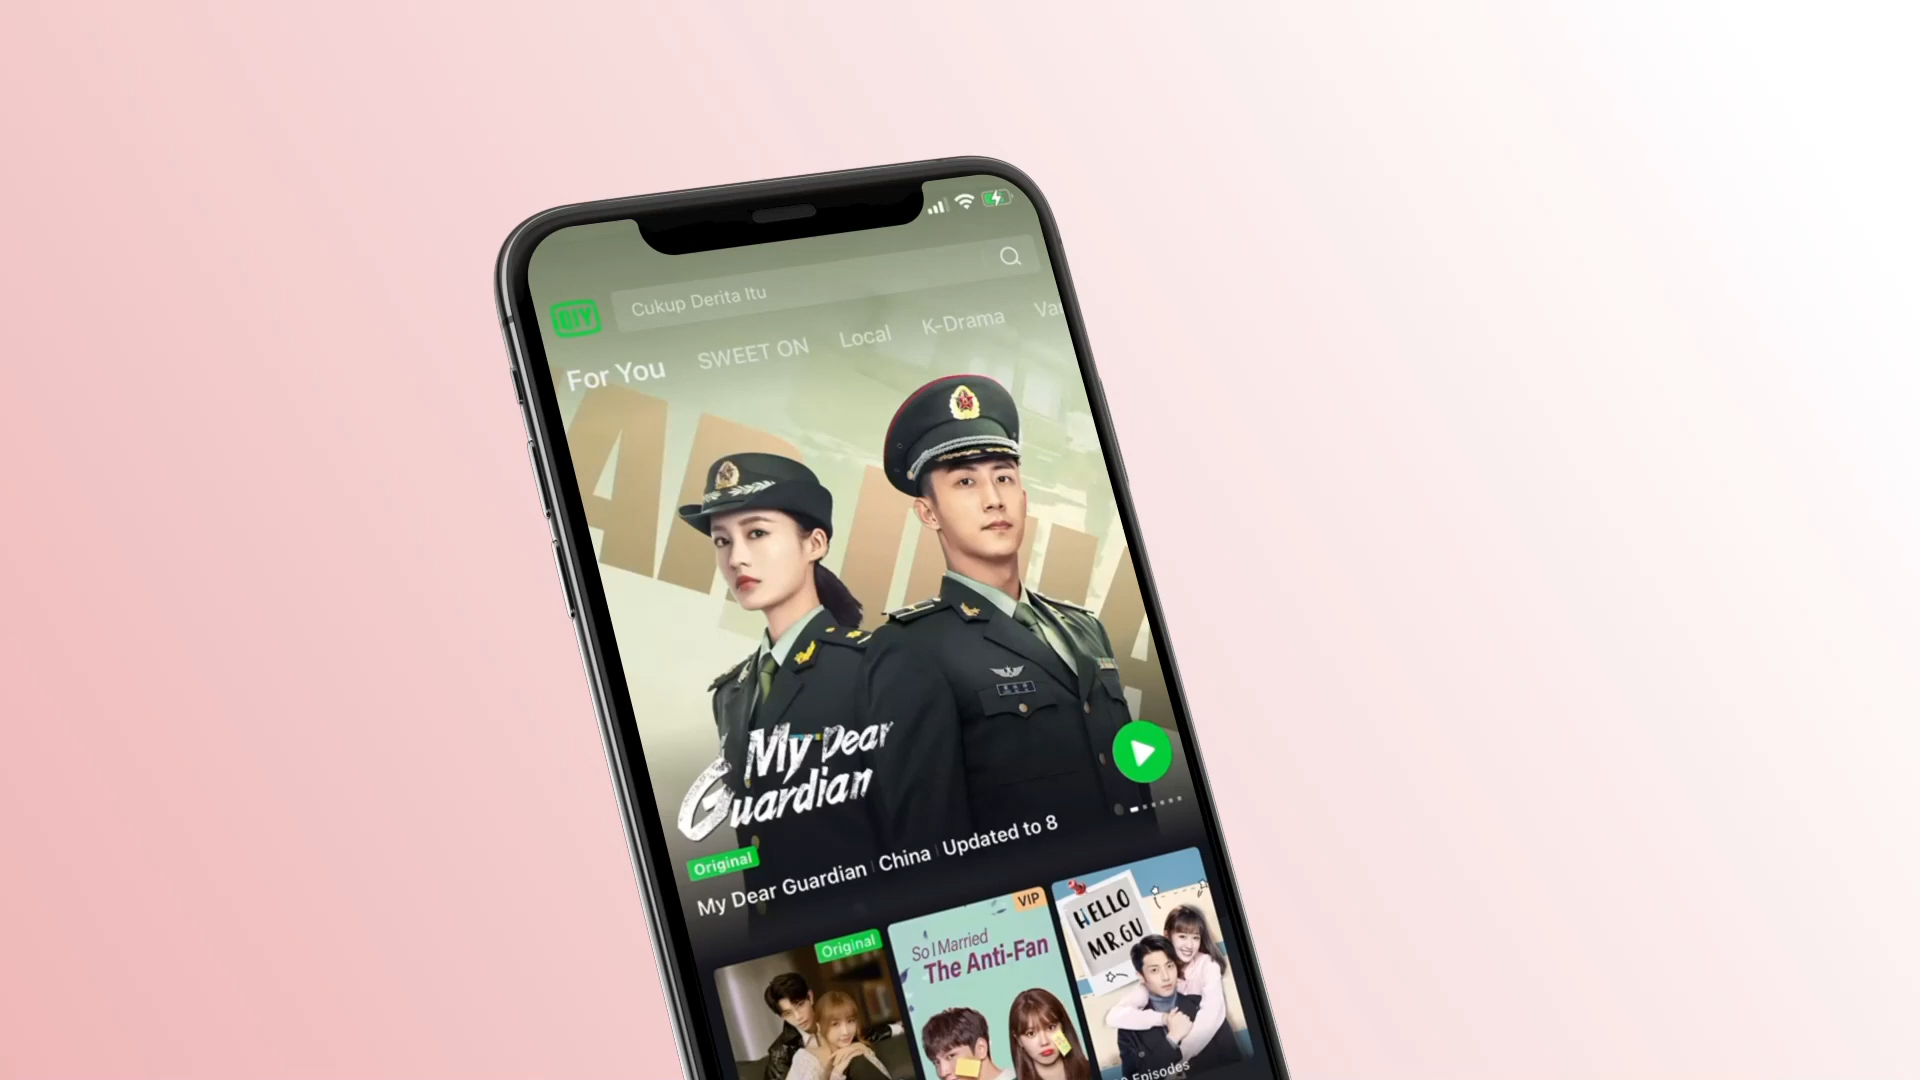 QIY
Cukup Derita Itu
For You
SWEET ON
Local
K-Drama
My Dear
Guardian
Original
My Dear Guardian | China | Updated to 8
Original
VIP
So I Married
The Anti-Fan
HELLO
MR.GU
Episodes